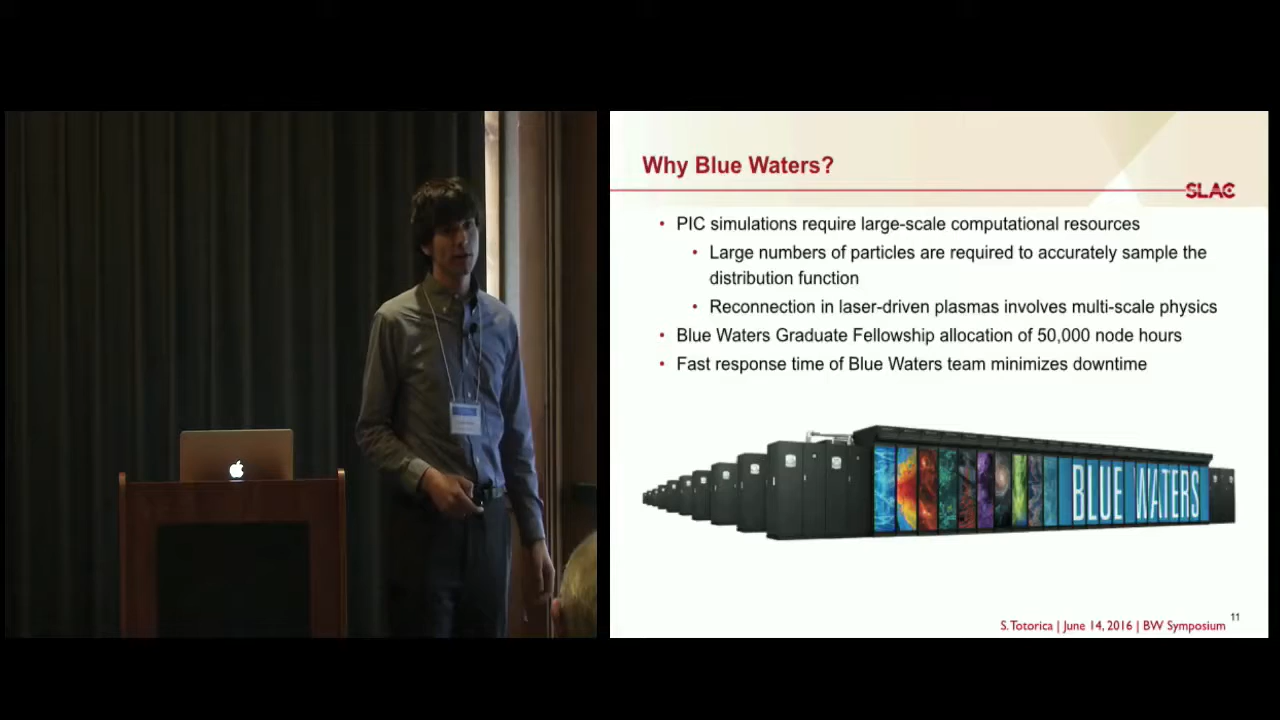 Why Blue Waters?
SLAC
• PIC simulations require large-scale computational resources
• Large numbers of particles are required to accurately sample the
distribution function
• Reconnection in laser-driven plasmas involves multi-scale physics
• Blue Waters Graduate Fellowship allocation of 50,000 node hours
• Fast response time of Blue Waters team minimizes downtime
BLUE WATERS
S. Totorica | June 14, 2016 | BW Symposium
11